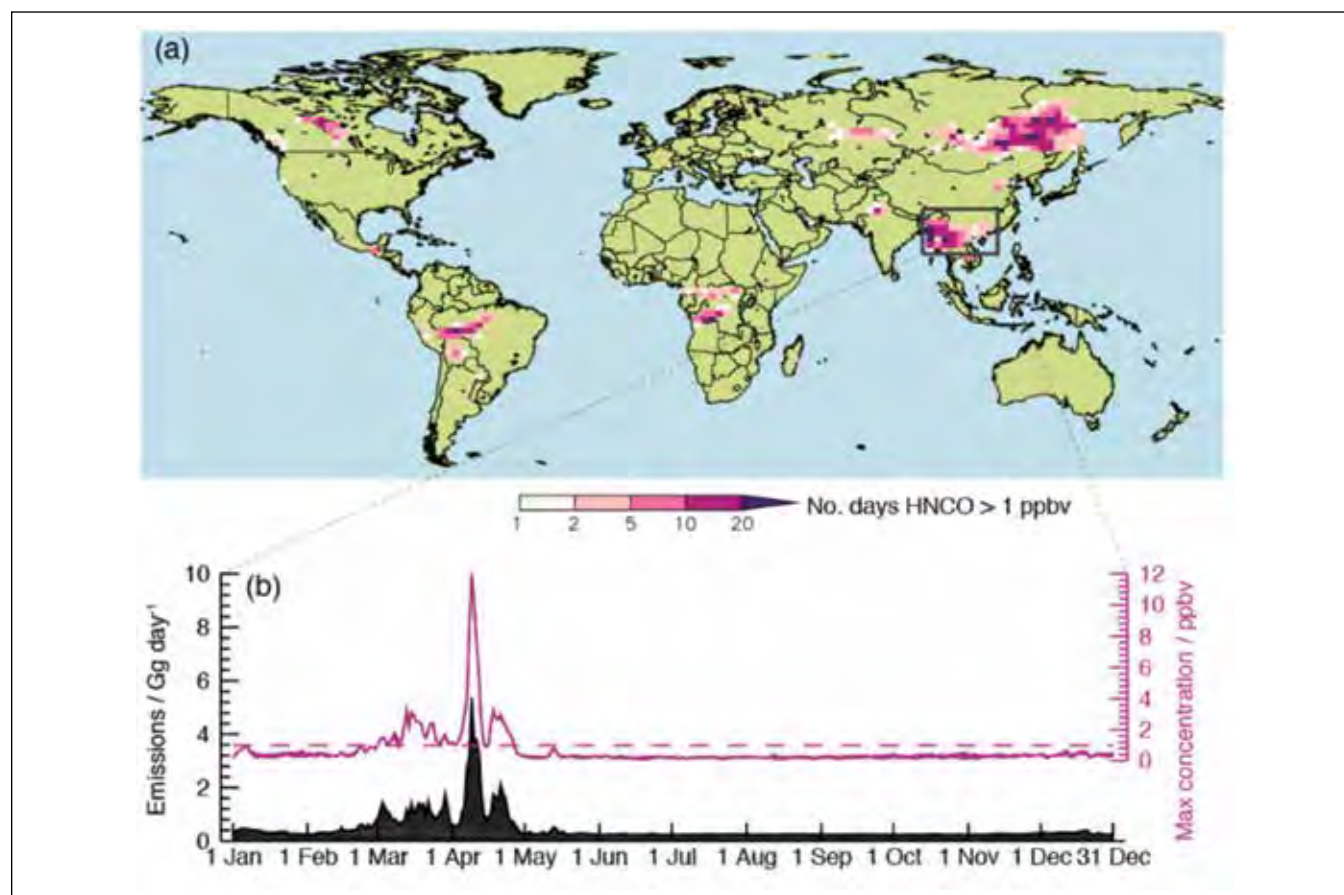 (a)
1 2 5 10 20
No. days HNCO > 1 ppbv
(b)
Emissions / Gg day⁻¹
10
8
6
4
2
0
12
10
8
6
4
2
0
Max concentration / ppbv
1 Jan 1 Feb 1 Mar 1 Apr 1 May 1 Jun 1 Jul 1 Aug 1 Sep 1 Oct 1 Nov 1 Dec 31 Dec